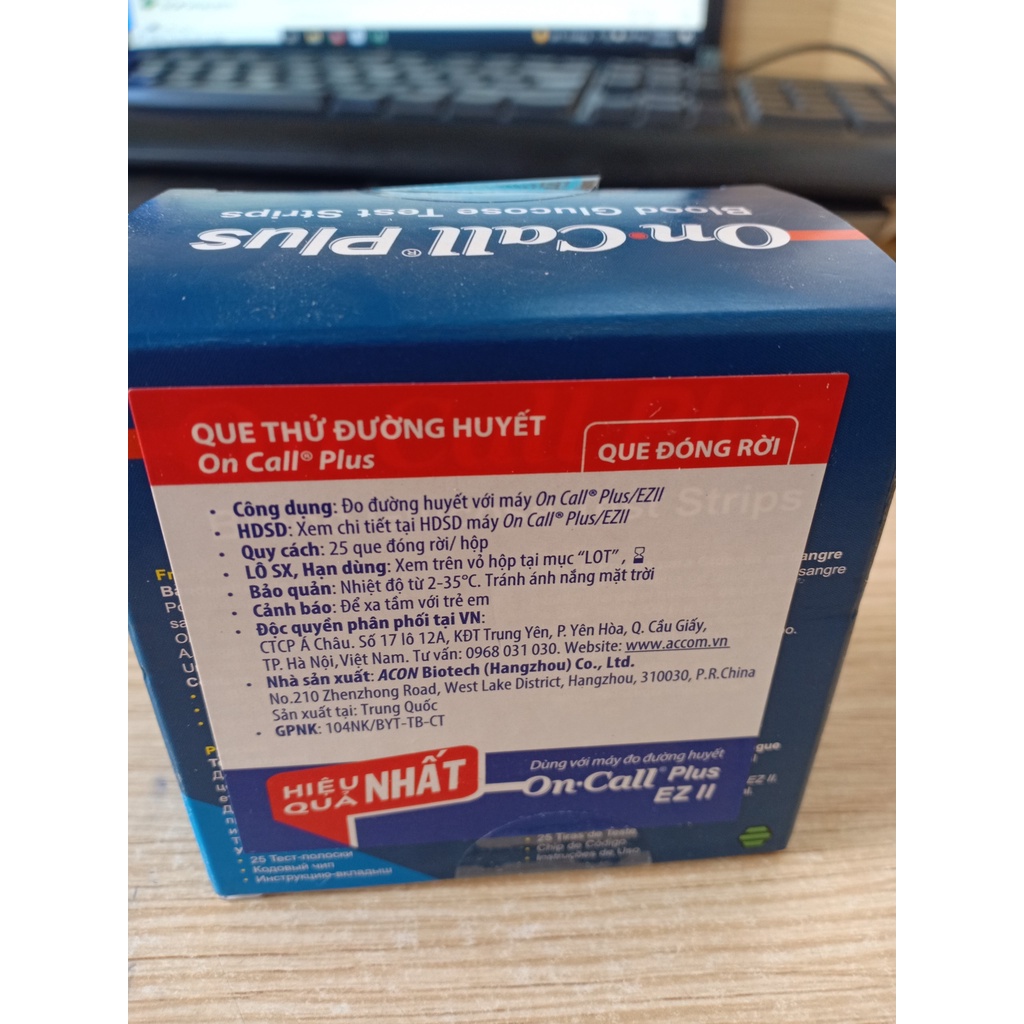 Blood Glucose Test Strips
On·Call® Plus
QUE THỬ ĐƯỜNG HUYẾT
On Call® Plus
QUE ĐÓNG RỜI
• Công dụng: Đo đường huyết với máy On Call® Plus/EZII
• HDSD: Xem chi tiết tại HDSD máy On Call® Plus/EZII
• Quy cách: 25 que đóng rời/ hộp
• LÔ SX, Hạn dùng: Xem trên vỏ hộp tại mục “LOT” ,
• Bảo quản: Nhiệt độ từ 2-35°C. Tránh ánh nắng mặt trời
• Cảnh báo: Để xa tầm với trẻ em
• Độc quyền phân phối tại VN:
CTCP Á Châu. Số 17 lô 12A, KĐT Trung Yên, P. Yên Hòa, Q. Cầu Giấy,
TP. Hà Nội, Việt Nam. Tư vấn: 0968 031 030. Website: www.accom.vn
• Nhà sản xuất: ACON Biotech (Hangzhou) Co., Ltd.
No.210 Zhenzhong Road, West Lake District, Hangzhou, 310030, P.R.China
Sản xuất tại: Trung Quốc
• GPNK: 104NK/BYT-TB-CT
HIỆU QUẢ NHẤT
Dùng với máy đo đường huyết
On·Call® Plus
EZ II
Strips
sangre
gue
EZ II.
• 25 Тест-полоски
• Кодовый чип
• Инструкцию-вкладыш
• 25 Tiras de Teste
• Chip de Código
• Instruções de Uso